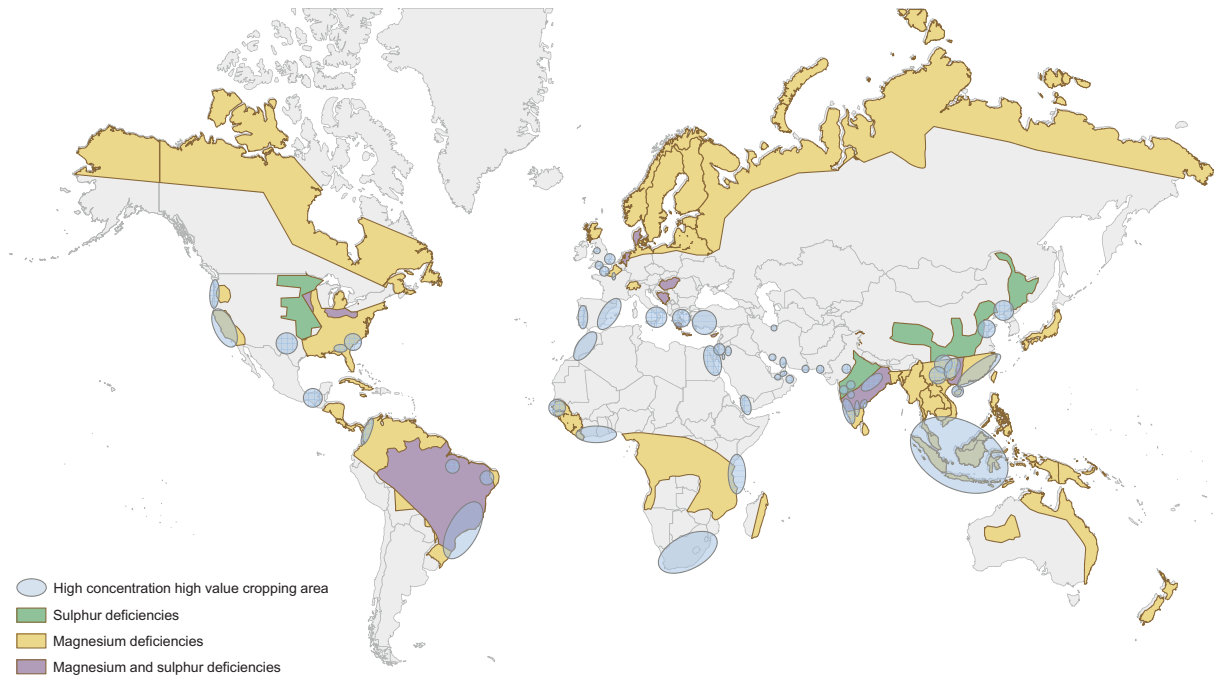 High concentration high value cropping area
Sulphur deficiencies
Magnesium deficiencies
Magnesium and sulphur deficiencies